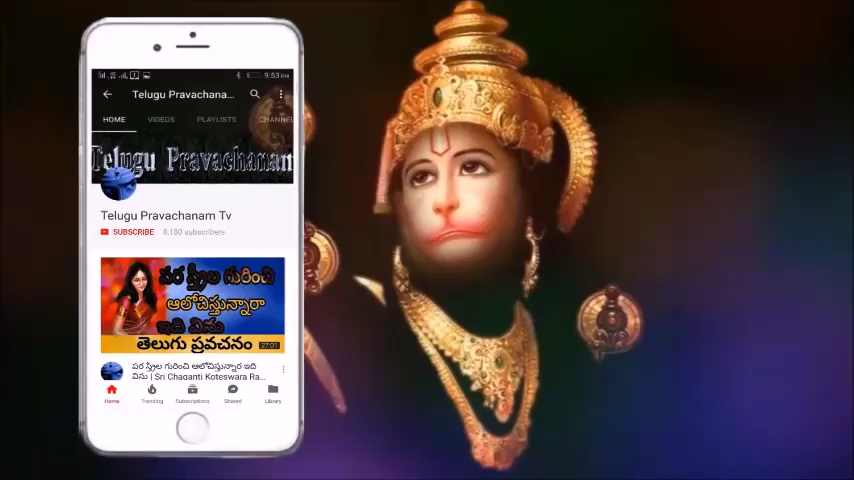 9:53 PM
Telugu Pravachana...
HOME VIDEOS PLAYLISTS CHANNEL
Telugu Pravachanam
Telugu Pravachanam Tv
SUBSCRIBE 8,180 subscribers
పర స్త్రీల గురించి
ఆలోచిస్తున్నారా
ఇది విను
తెలుగు ప్రవచనం 27:01
పర స్త్రీల గురించి ఆలోచిస్తున్నార ఇది
విను | Sri Chaganti Koteswara Ra...
Home Trending Subscriptions Shared Library